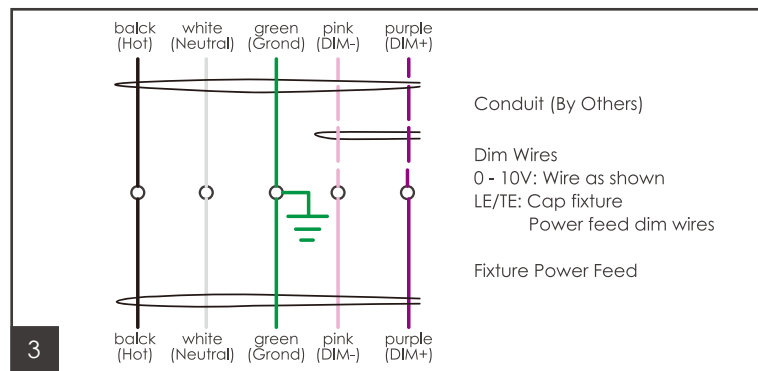 balck white green pink purple
(Hot) (Neutral) (Grond) (DIM-) (DIM+)
Conduit (By Others)
Dim Wires
0 - 10V: Wire as shown
LE/TE: Cap fixture
Power feed dim wires
Fixture Power Feed
balck white green pink purple
(Hot) (Neutral) (Grond) (DIM-) (DIM+)
3